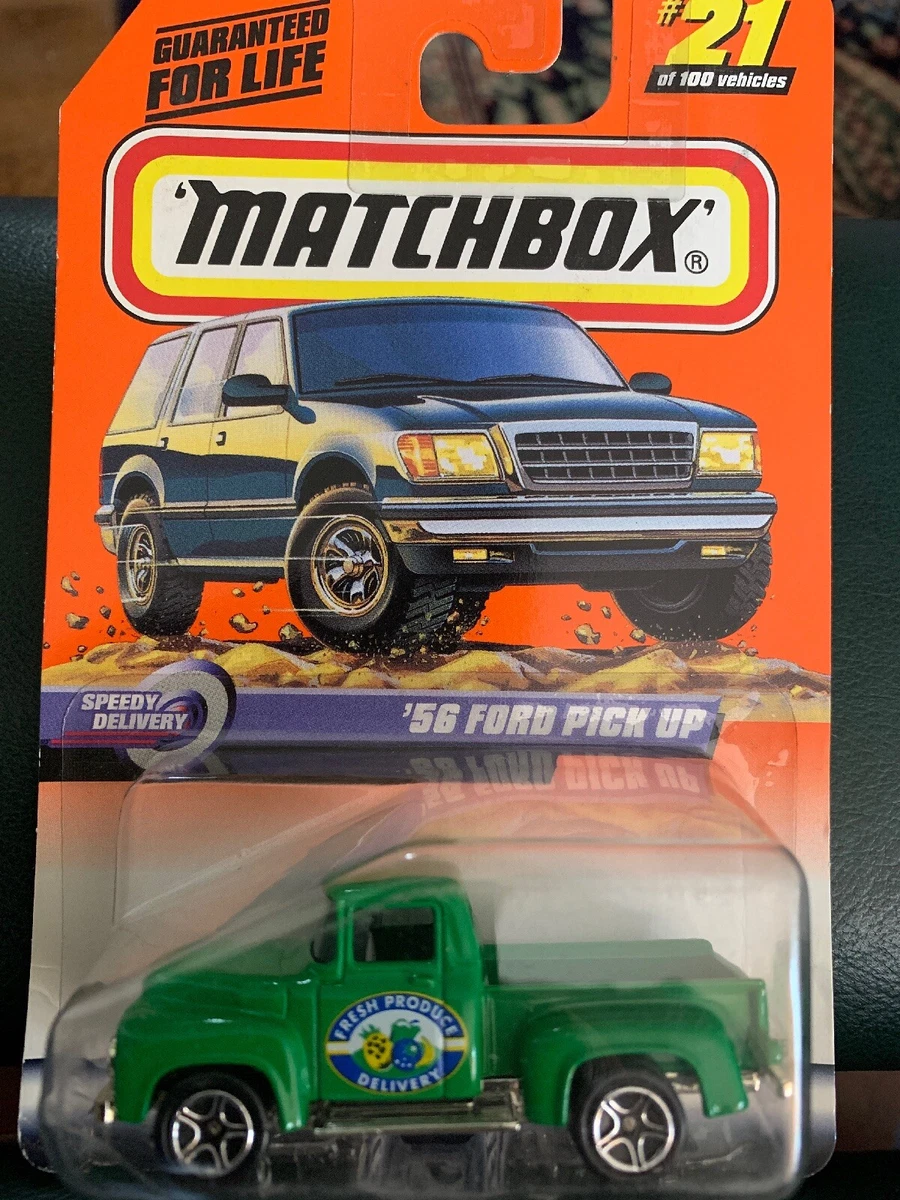 GUARANTEED
FOR LIFE
#21
of 100 vehicles
'MATCHBOX'®
SPEEDY
DELIVERY
'56 FORD PICK UP
FRESH PRODUCE
DELIVERY